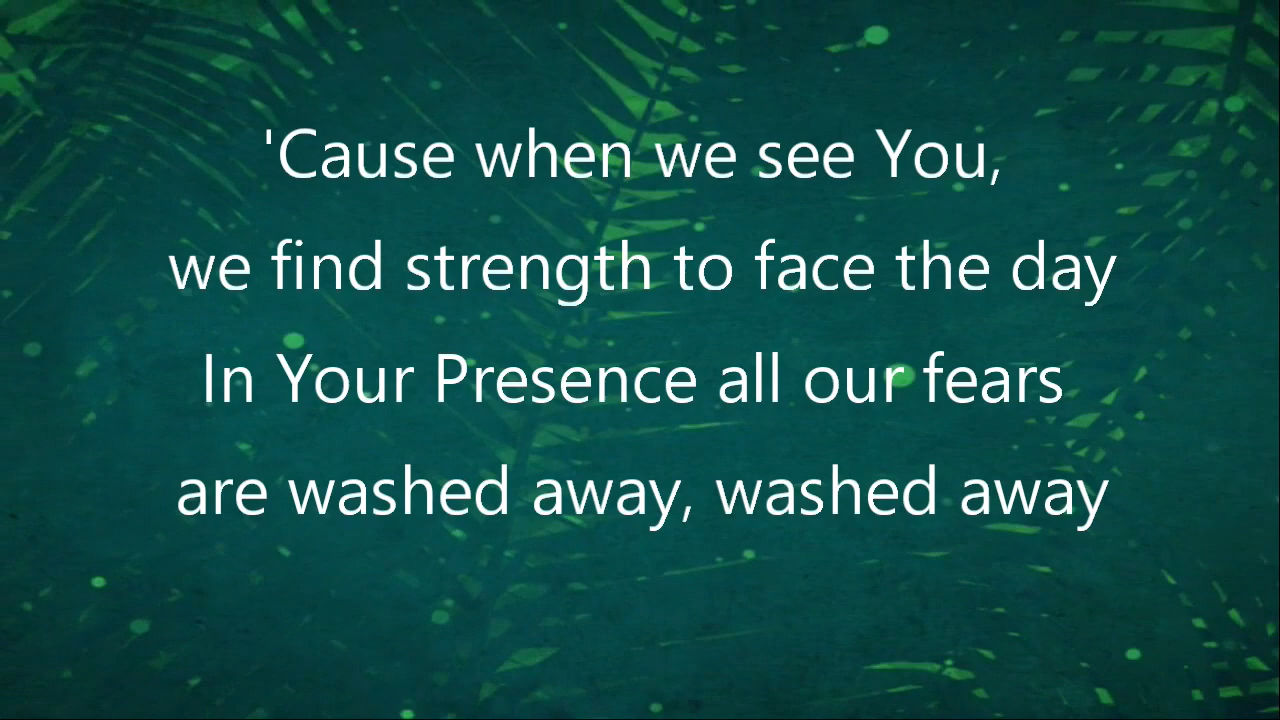 'Cause when we see You,
we find strength to face the day
In Your Presence all our fears
are washed away, washed away